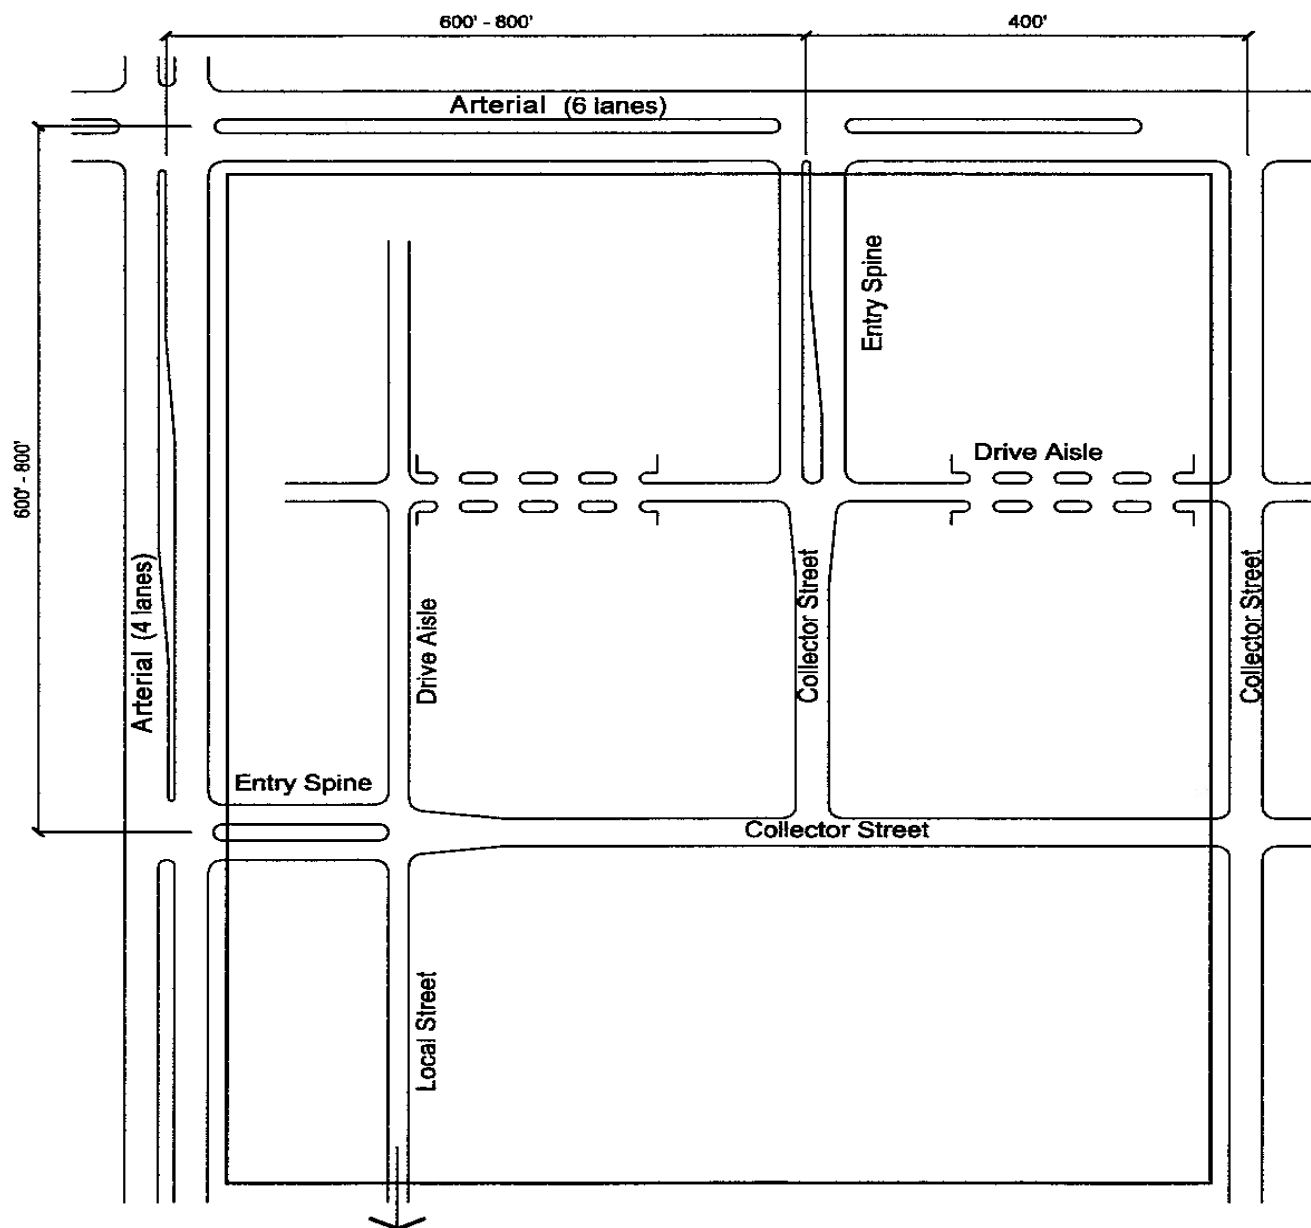 600' - 800'
400'
Arterial (6 lanes)
Entry Spine
Drive Aisle
600' - 800'
Arterial (4 lanes)
Drive Aisle
Collector Street
Collector Street
Entry Spine
Collector Street
Local Street